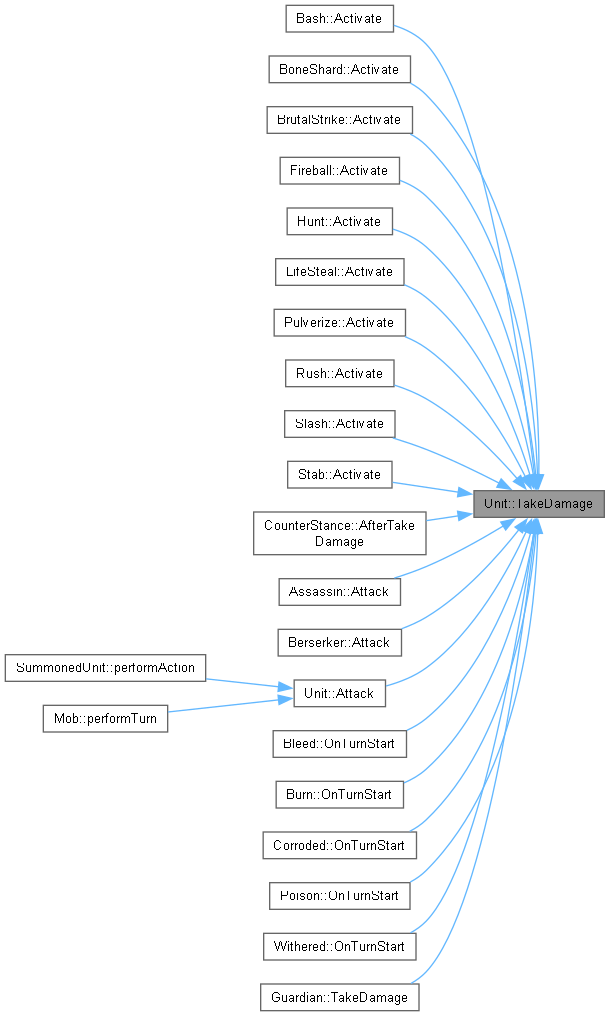 Bash::Activate
BoneShard::Activate
BrutalStrike::Activate
Fireball::Activate
Hunt::Activate
LifeSteal::Activate
Pulverize::Activate
Rush::Activate
Slash::Activate
Stab::Activate
Unit::TakeDamage
CounterStance::AfterTake
Damage
Assassin::Attack
Berserker::Attack
SummonedUnit::performAction
Unit::Attack
Mob::performTurn
Bleed::OnTurnStart
Burn::OnTurnStart
Corroded::OnTurnStart
Poison::OnTurnStart
Withered::OnTurnStart
Guardian::TakeDamage